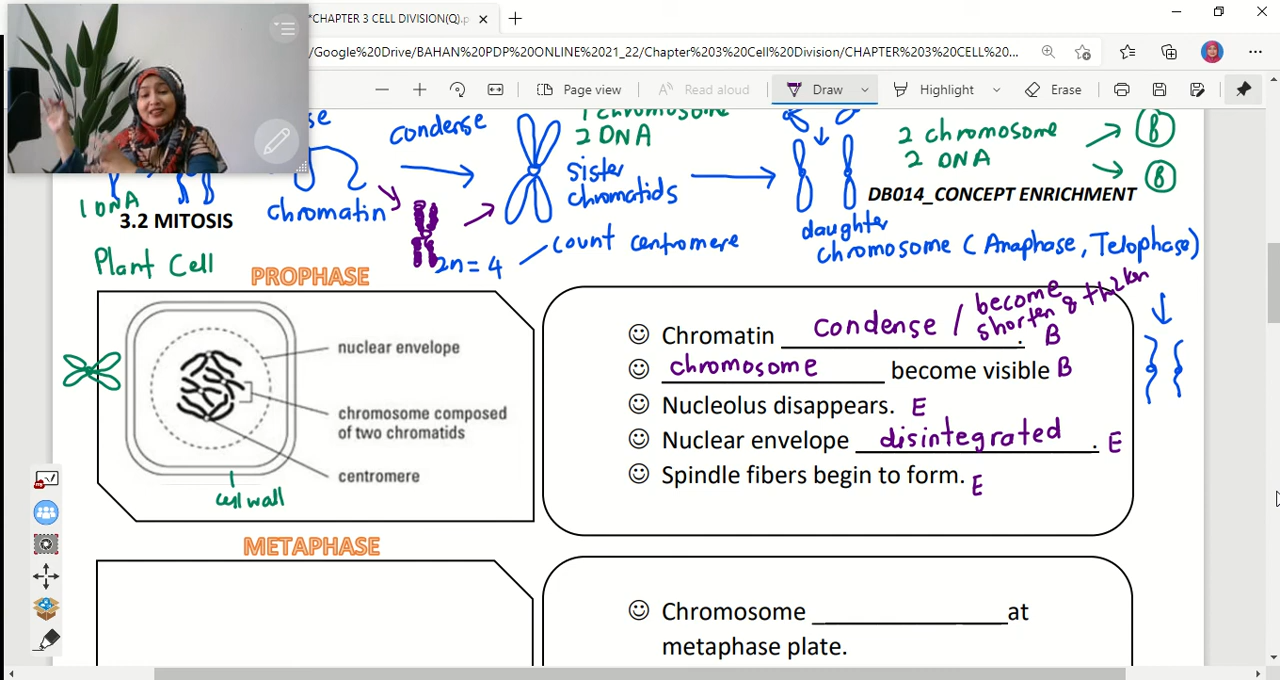 *CHAPTER 3 CELL DIVISION(Q).p
/Google%20Drive/BAHAN%20PDP%20ONLINE%2021_22/Chapter%203%20Cell%20Division/CHAPTER%203%20CELL%20...
Page view
Read aloud
Draw
Highlight
Erase
condense
1 chromosome
2 DNA
sister
chromatids
2 chromosome
2 DNA
B
B
1 DNA
chromatin
DB014_CONCEPT ENRICHMENT
3.2 MITOSIS
daughter
chromosome (Anaphase, Telophase)
count centromere
2n = 4
Plant Cell
PROPHASE
nuclear envelope
chromosome composed
of two chromatids
centromere
cell wall
Chromatin condense / become
shorten & thicken. B
chromosome become visible B
Nucleolus disappears. E
Nuclear envelope disintegrated. E
Spindle fibers begin to form. E
METAPHASE
Chromosome ____________ at
metaphase plate.